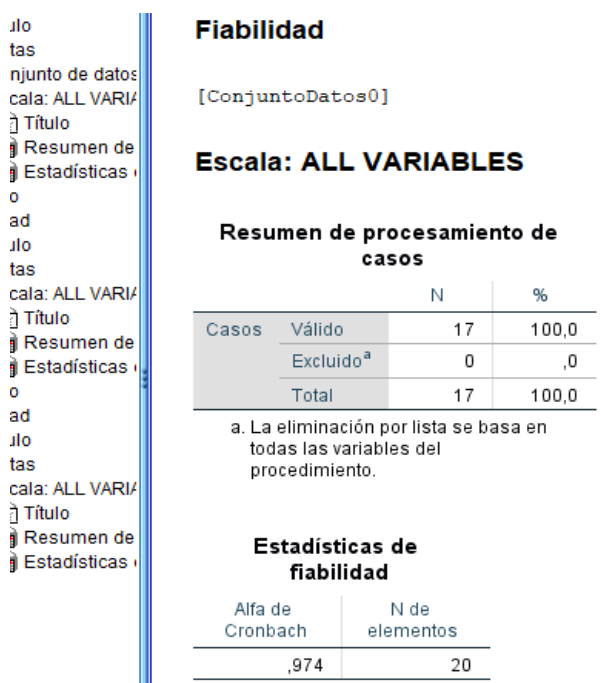 ulo
tas
njunto de datos
cala: ALL VARIA
Título
Resumen de
Estadísticas
o
ad
ulo
tas
cala: ALL VARIA
Título
Resumen de
Estadísticas
o
ad
ulo
tas
cala: ALL VARIA
Título
Resumen de
Estadísticas
Fiabilidad
[ConjuntoDatos0]
Escala: ALL VARIABLES
Resumen de procesamiento de
casos
N %
Casos Válido 17 100,0
Excluidoᵃ 0 ,0
Total 17 100,0
a. La eliminación por lista se basa en
todas las variables del
procedimiento.
Estadísticas de
fiabilidad
Alfa de N de
Cronbach elementos
,974 20